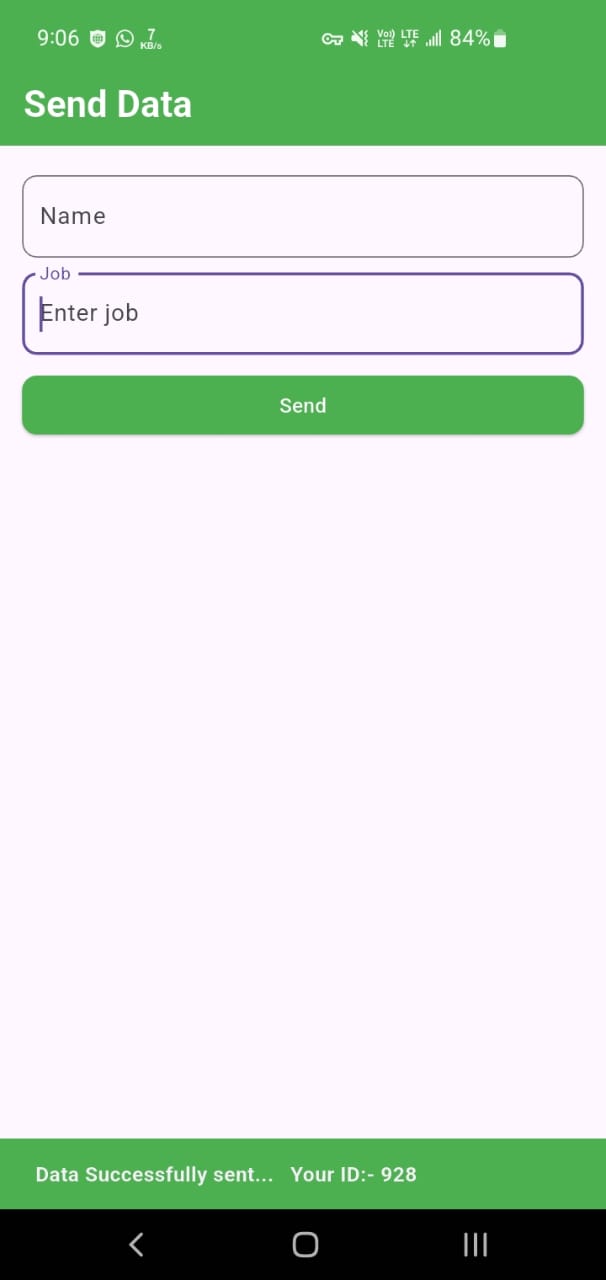 9:06 7 KB/s Vo) LTE LTE 84%
Send Data
Name
Job
Enter job
Send
Data Successfully sent... Your ID:- 928